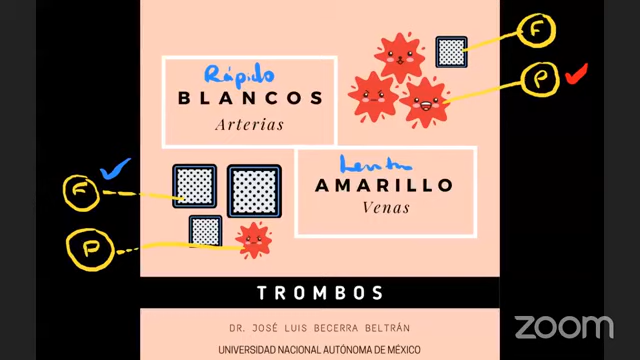 F
Rápido
BLANCOS
Arterias
P
Lento
AMARILLO
Venas
F
P
TROMBOS
DR. JOSÉ LUIS BECERRA BELTRÁN
UNIVERSIDAD NACIONAL AUTÓNOMA DE MÉXICO
zoom